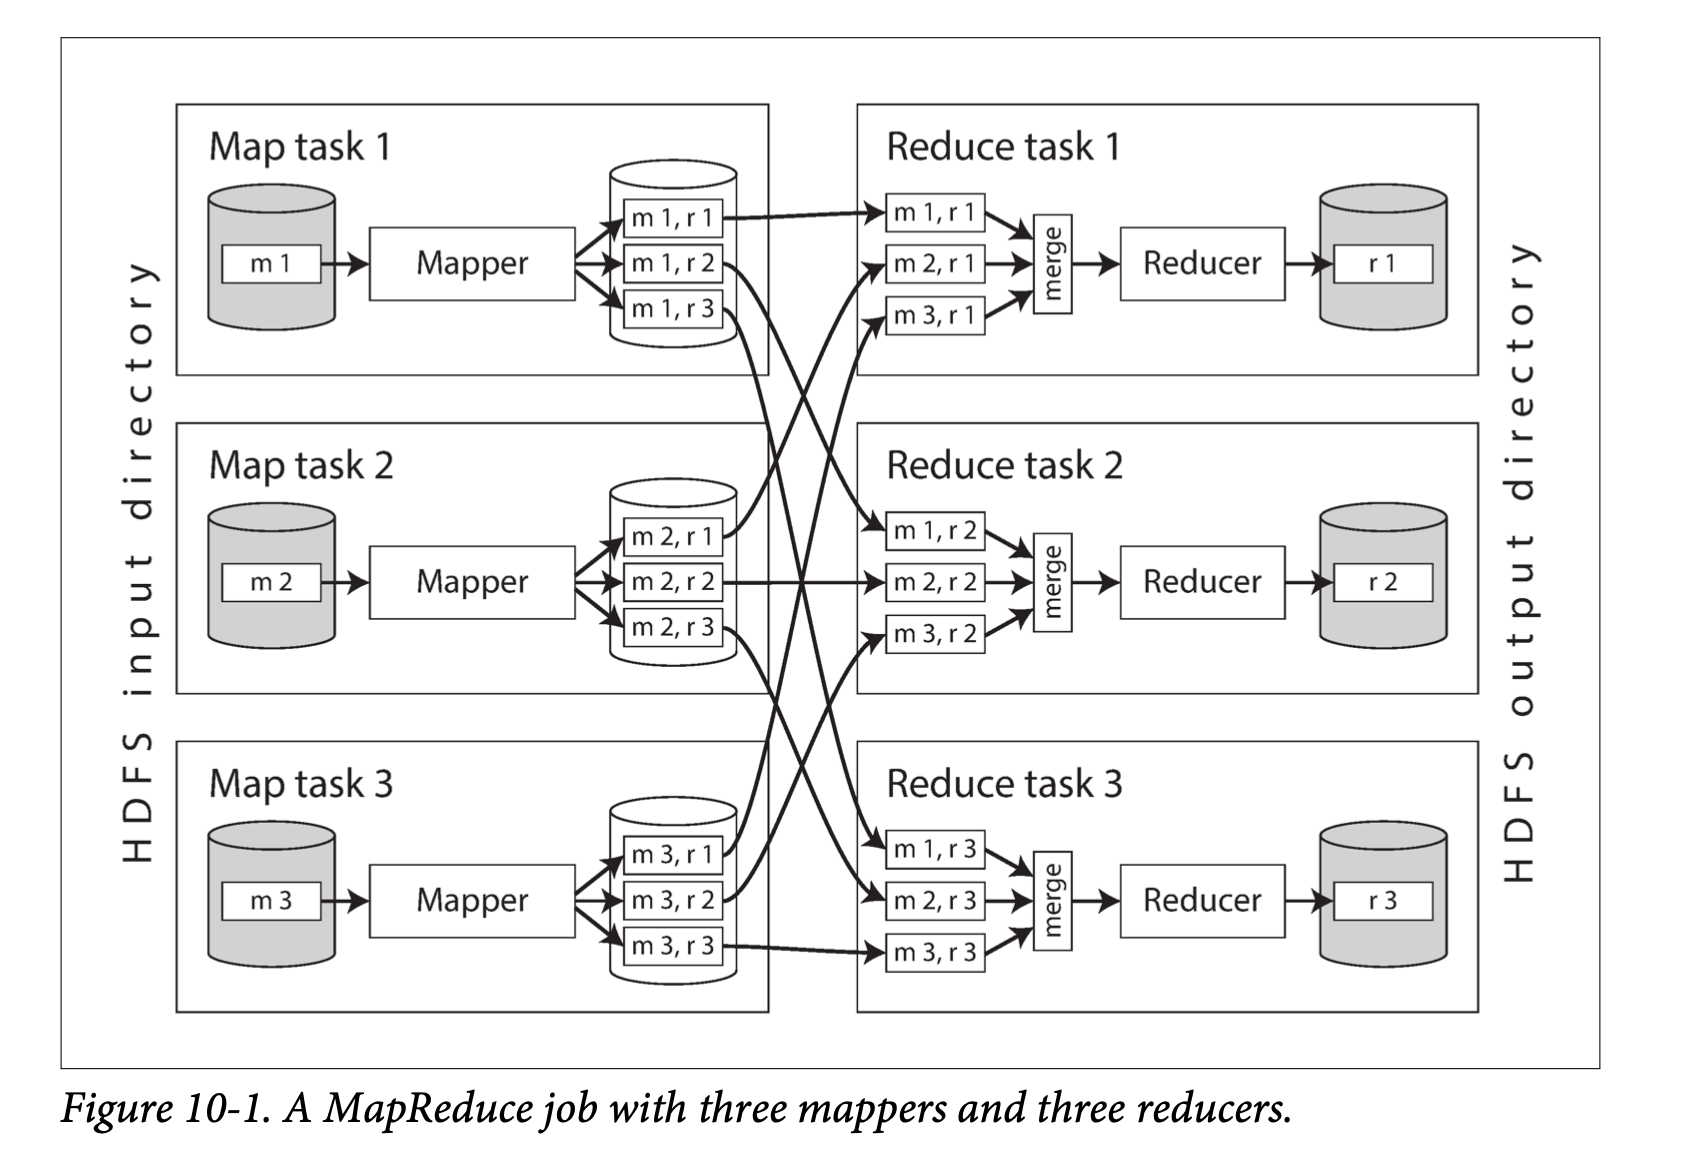 HDFS input directory
Map task 1
m 1
Mapper
m 1, r 1
m 1, r 2
m 1, r 3
Map task 2
m 2
Mapper
m 2, r 1
m 2, r 2
m 2, r 3
Map task 3
m 3
Mapper
m 3, r 1
m 3, r 2
m 3, r 3
Reduce task 1
m 1, r 1
m 2, r 1
m 3, r 1
merge
Reducer
r 1
Reduce task 2
m 1, r 2
m 2, r 2
m 3, r 2
merge
Reducer
r 2
Reduce task 3
m 1, r 3
m 2, r 3
m 3, r 3
merge
Reducer
r 3
HDFS output directory
Figure 10-1. A MapReduce job with three mappers and three reducers.